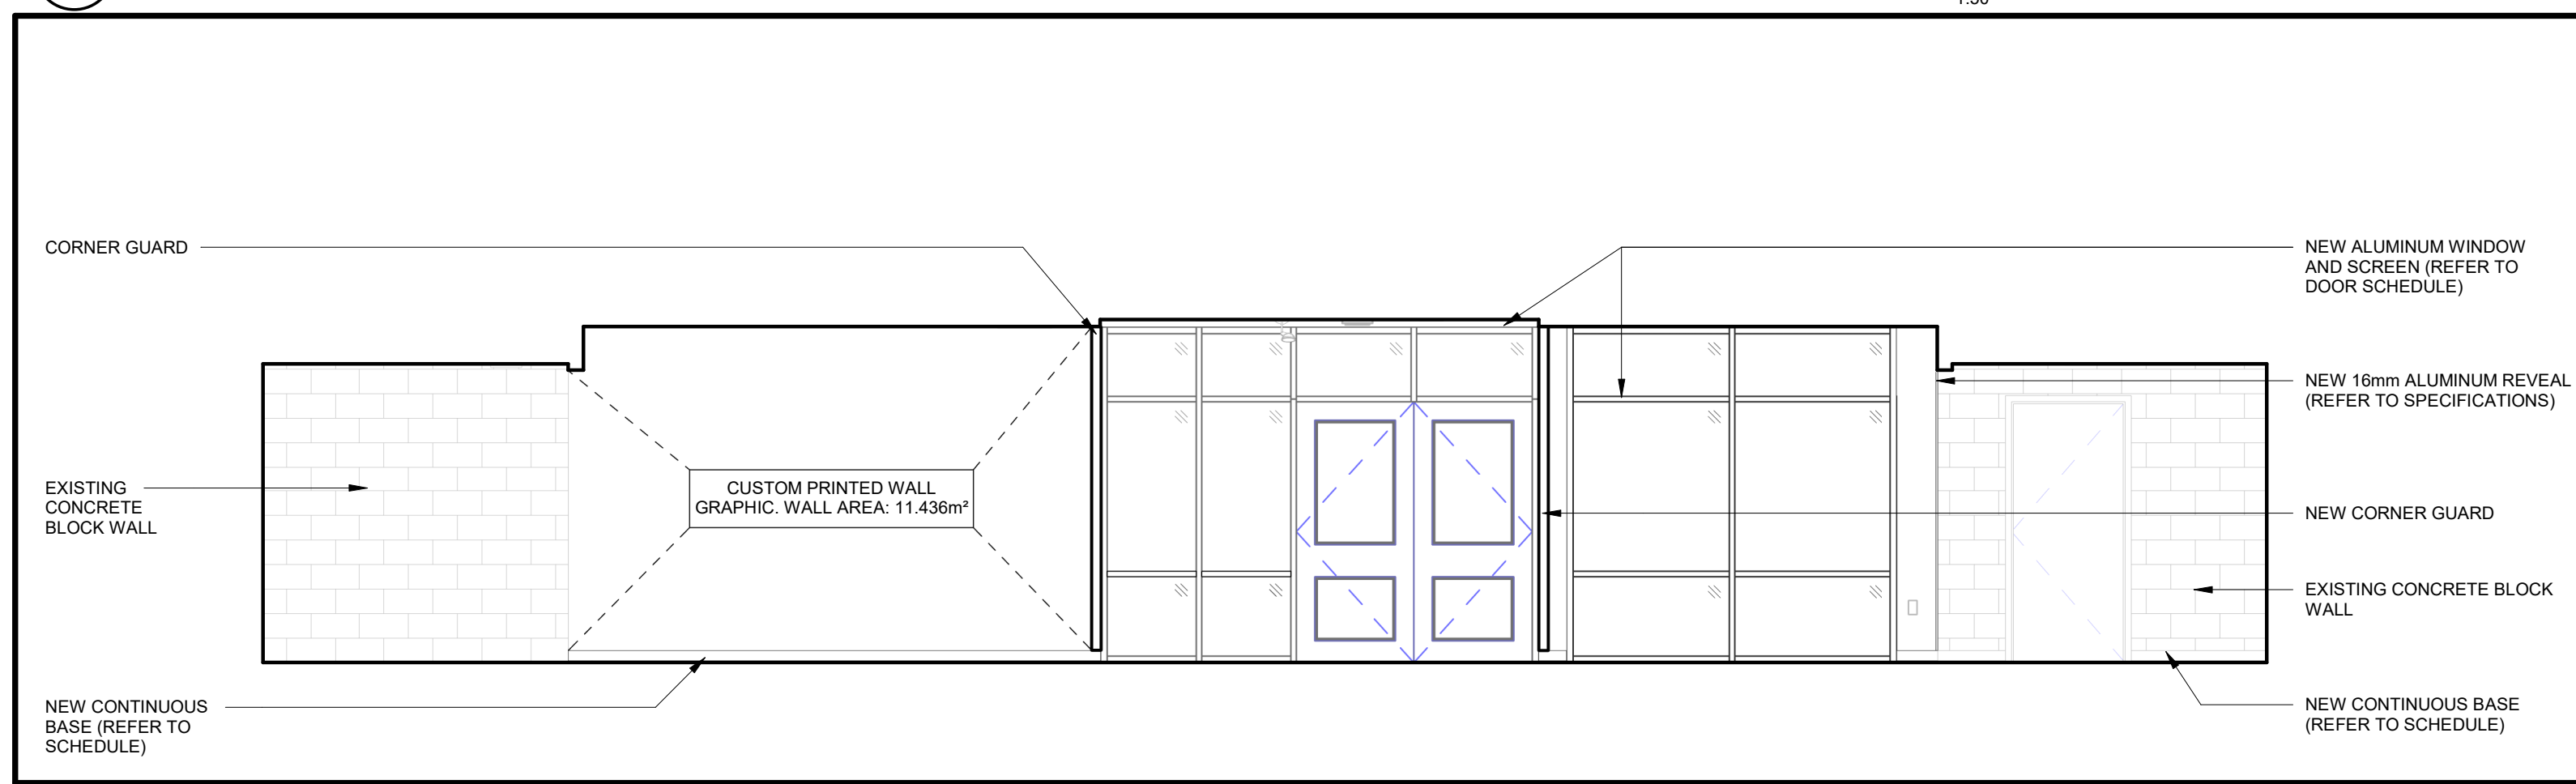 CORNER GUARD
EXISTING
CONCRETE
BLOCK WALL
NEW CONTINUOUS
BASE (REFER TO
SCHEDULE)
CUSTOM PRINTED WALL
GRAPHIC. WALL AREA: 11.436m²
NEW ALUMINUM WINDOW
AND SCREEN (REFER TO
DOOR SCHEDULE)
NEW 16mm ALUMINUM REVEAL
(REFER TO SPECIFICATIONS)
NEW CORNER GUARD
EXISTING CONCRETE BLOCK
WALL
NEW CONTINUOUS BASE
(REFER TO SCHEDULE)